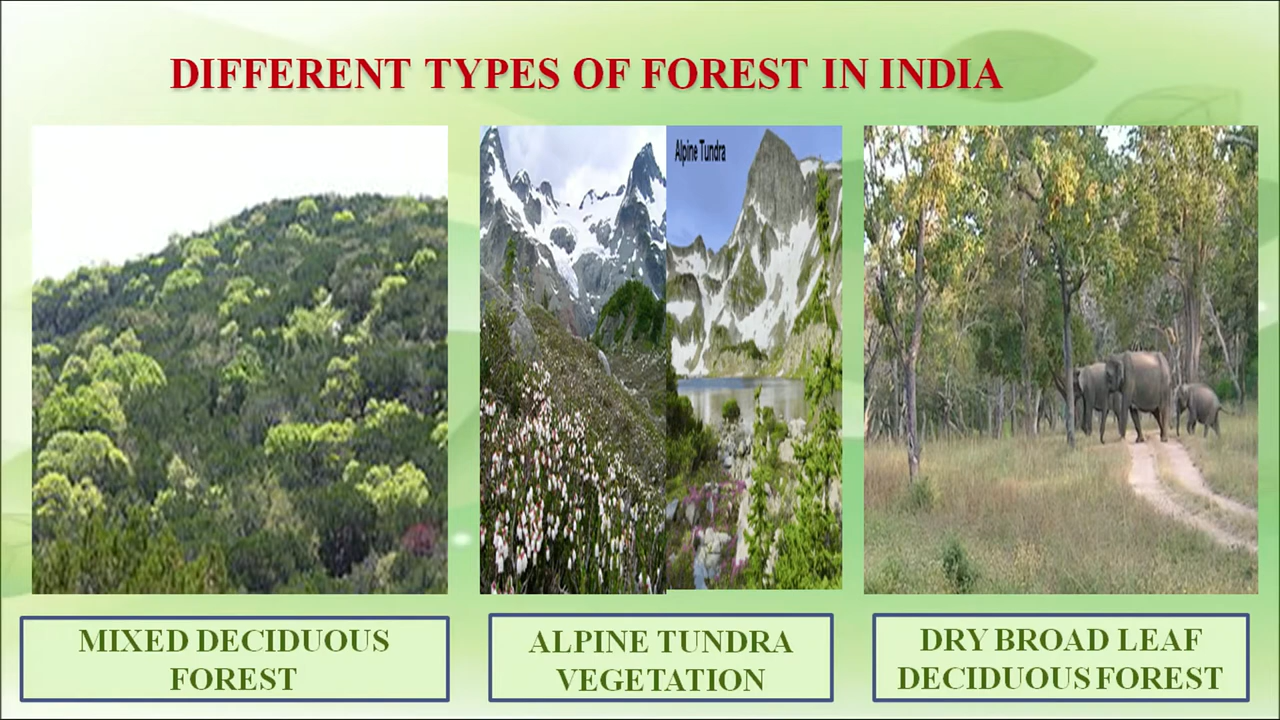 DIFFERENT TYPES OF FOREST IN INDIA
Alpine Tundra
MIXED DECIDUOUS
FOREST
ALPINE TUNDRA
VEGETATION
DRY BROAD LEAF
DECIDUOUS FOREST